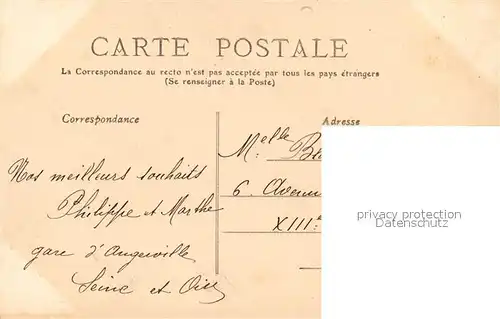 CARTE POSTALE
La Correspondance au recto n'est pas acceptée par tous les pays étrangers
(Se renseigner à la Poste)
Correspondance
Nos meilleurs souhaits
Philippe et Marthe
gare d'Angerville
Seine et Oise
Adresse
Melle
6. Avenu
XIII:e
privacy protection
Datenschutz